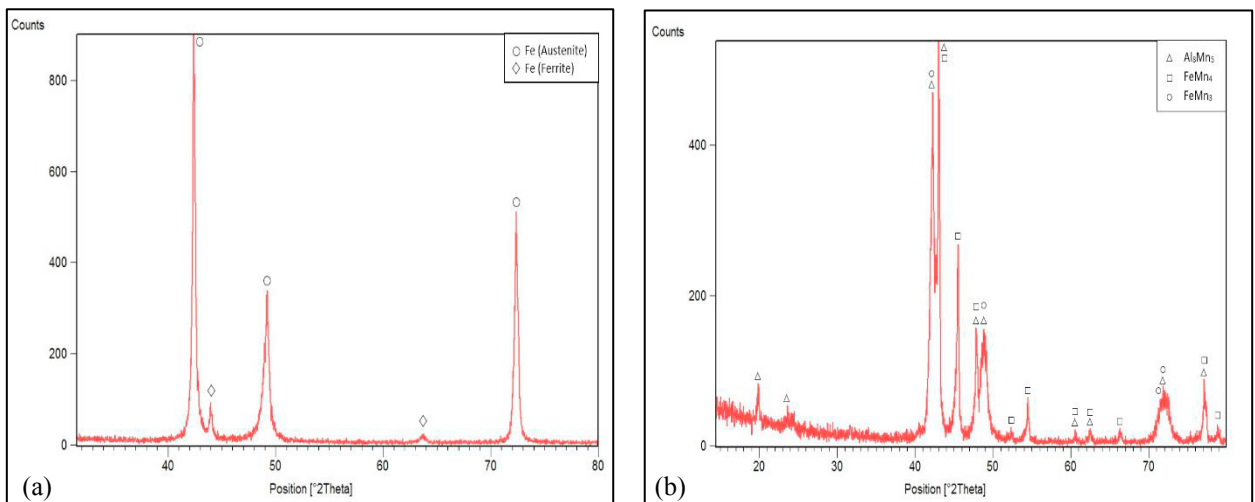 Counts
○ Fe (Austenite)
◇ Fe (Ferrite)
800
600
400
200
0
40
50
60
70
80
Position [°2Theta]
(a)
Counts
△ Al₈Mn₅
□ FeMn₄
○ FeMn₃
400
200
0
20
30
40
50
60
70
Position [°2Theta]
(b)